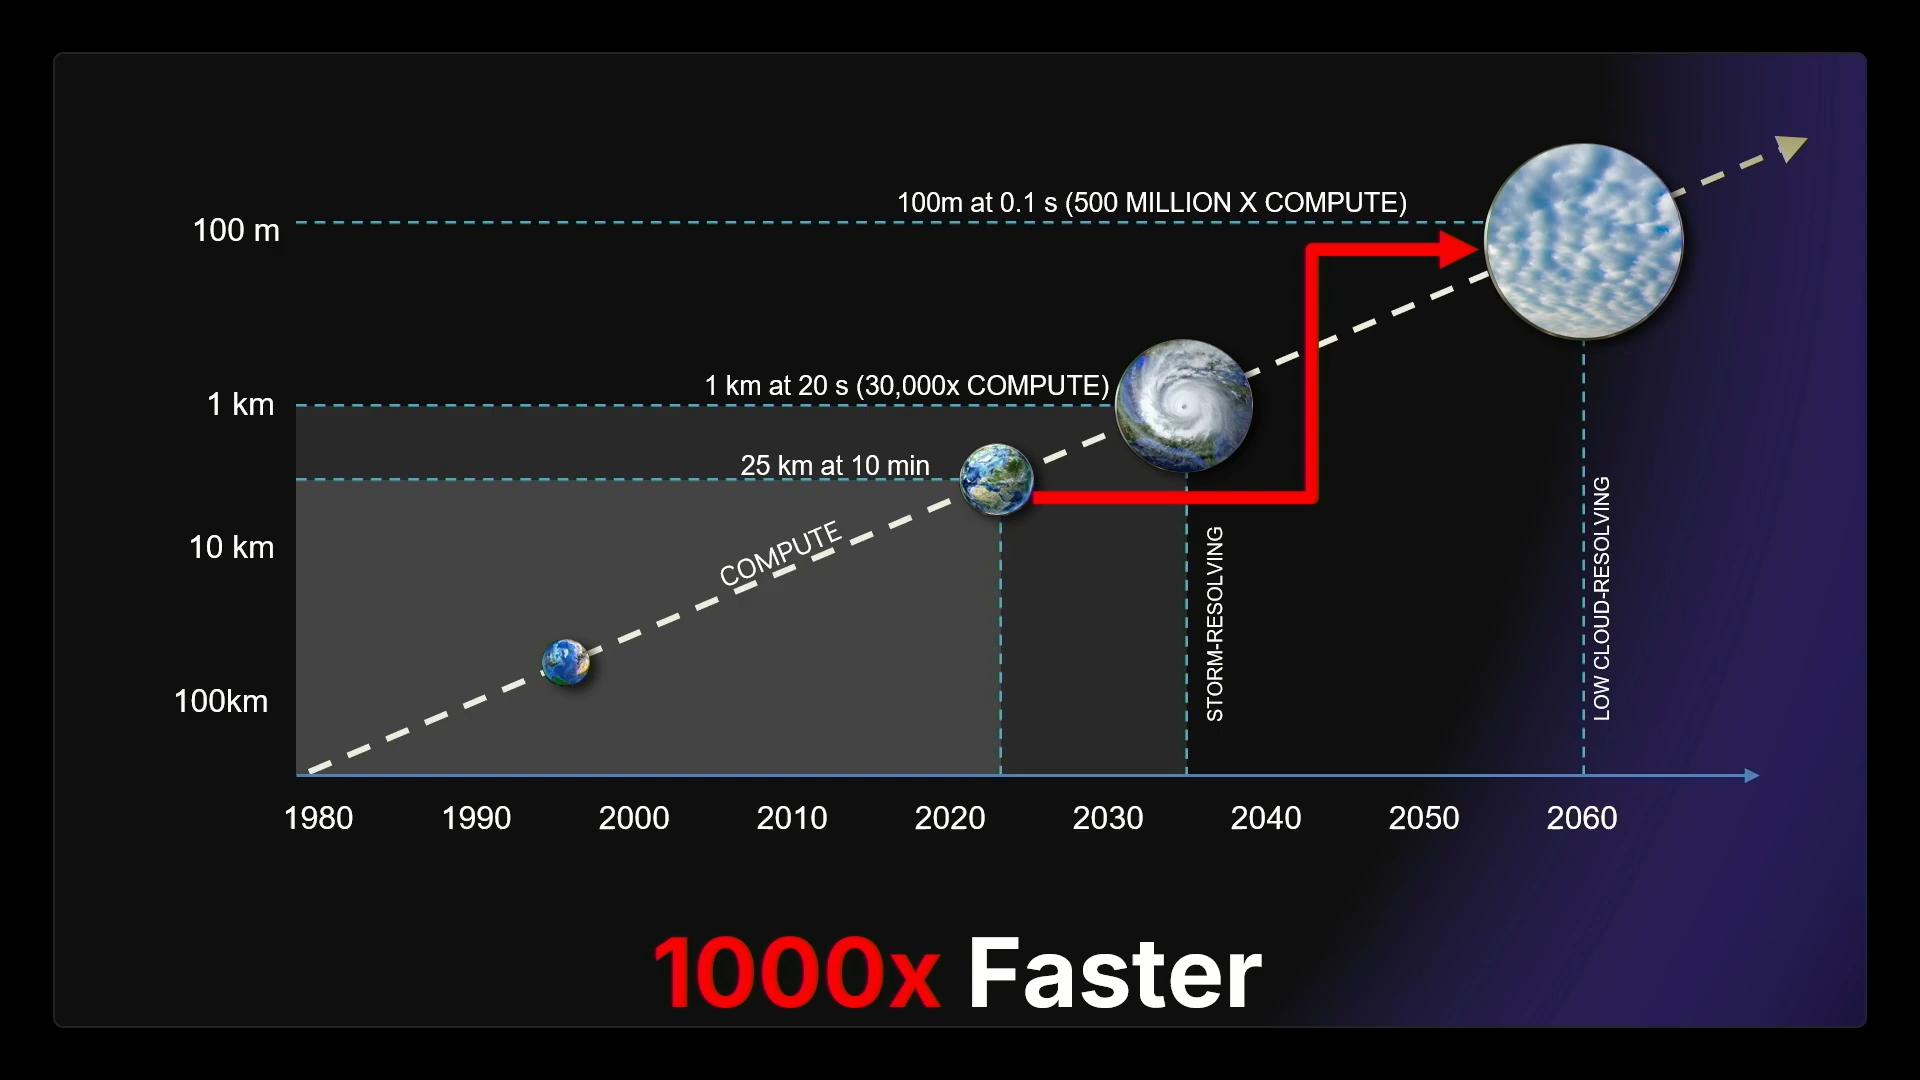 100m at 0.1 s (500 MILLION X COMPUTE)
100 m
1 km at 20 s (30,000x COMPUTE)
1 km
25 km at 10 min
10 km
COMPUTE
STORM-RESOLVING
LOW CLOUD-RESOLVING
100km
1980 1990 2000 2010 2020 2030 2040 2050 2060
1000x Faster